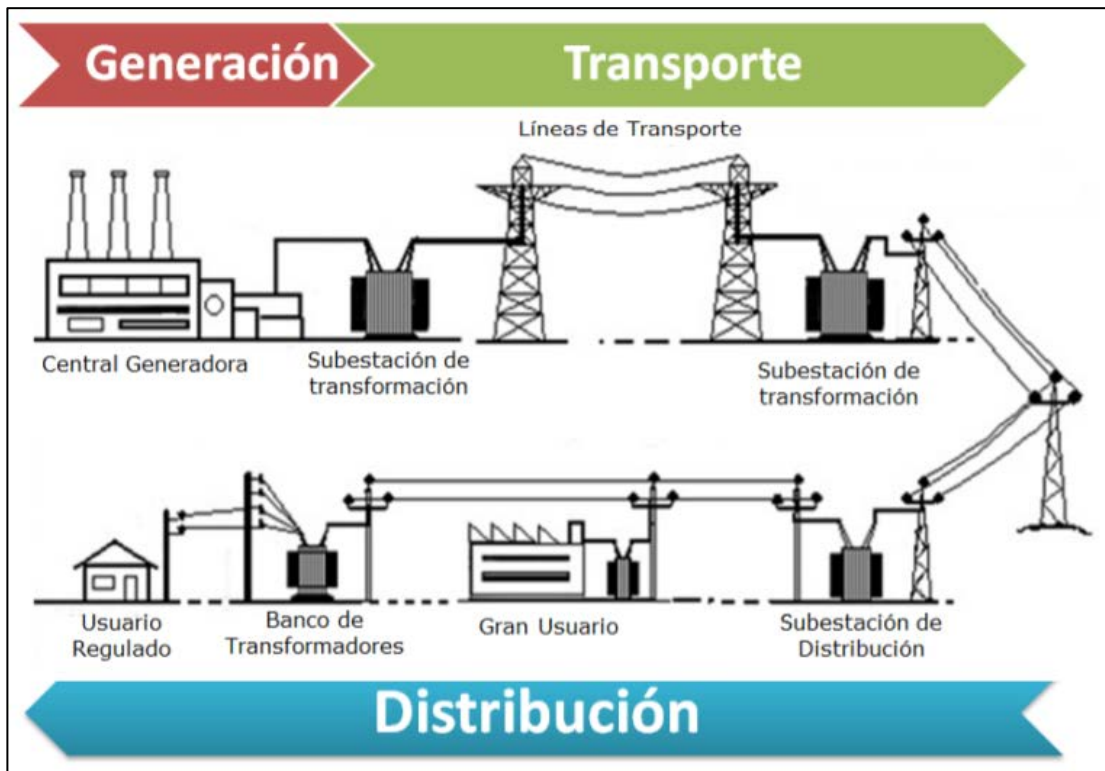 Generación
Transporte
Líneas de Transporte
Central Generadora
Subestación de
transformación
Subestación de
transformación
Usuario
Regulado
Banco de
Transformadores
Gran Usuario
Subestación de
Distribución
Distribución